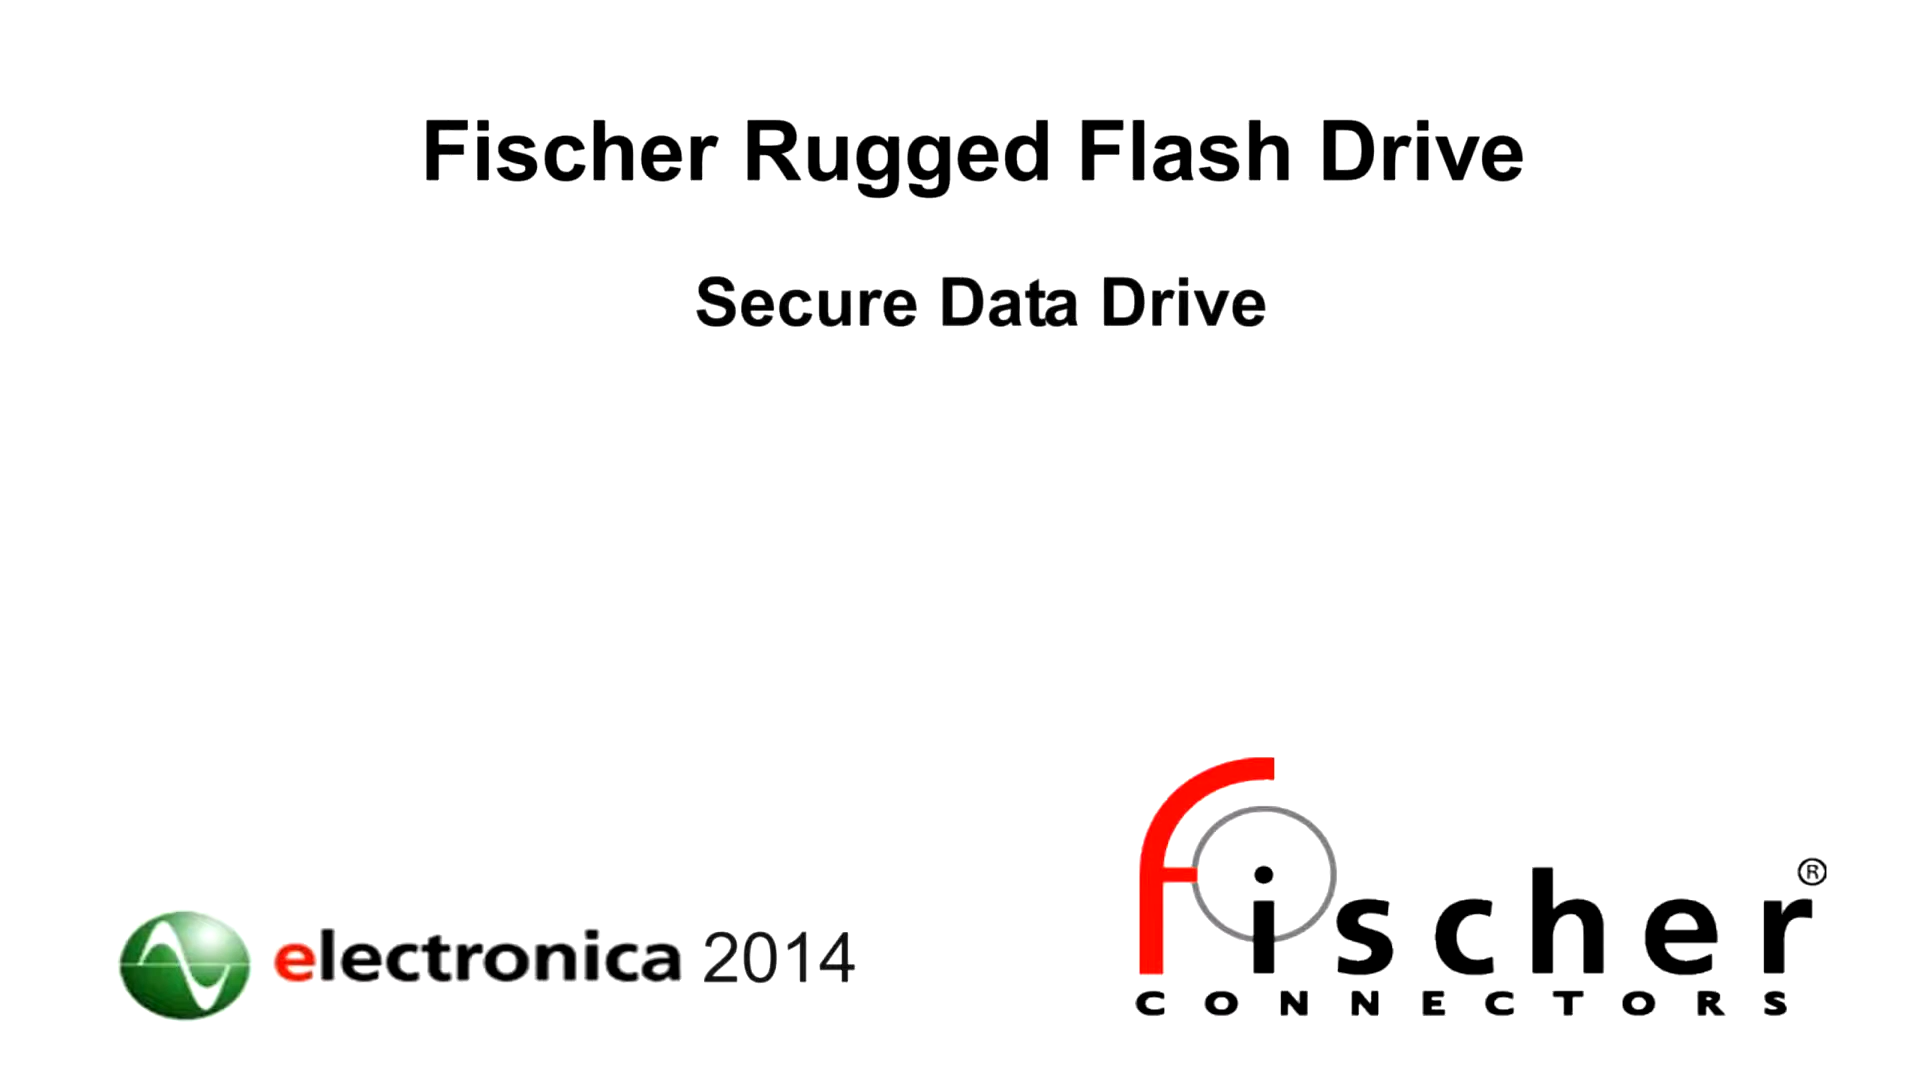 Fischer Rugged Flash Drive
Secure Data Drive
electronica 2014
fischer®
CONNECTORS